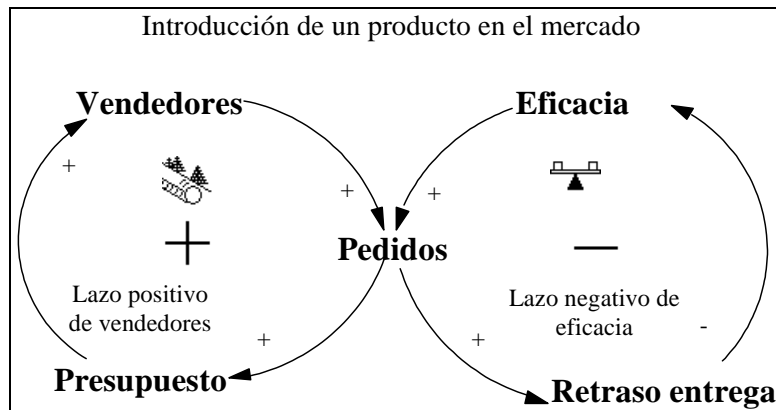 Introducción de un producto en el mercado
Vendedores
Eficacia
+
+
+
Pedidos
+
−
Lazo positivo
de vendedores
Lazo negativo de
eficacia
-
+
+
Presupuesto
Retraso entrega